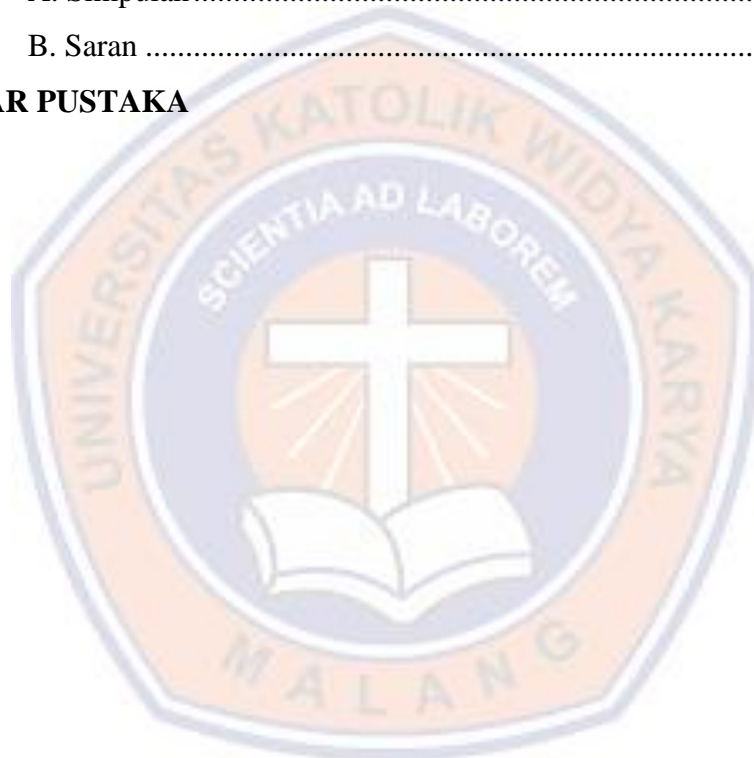 B. Saran ..............................................................................
AR PUSTAKA
UNIVERSITAS KATOLIK WIDYA KARYA
SCIENTIA AD LABOREM
MALANG